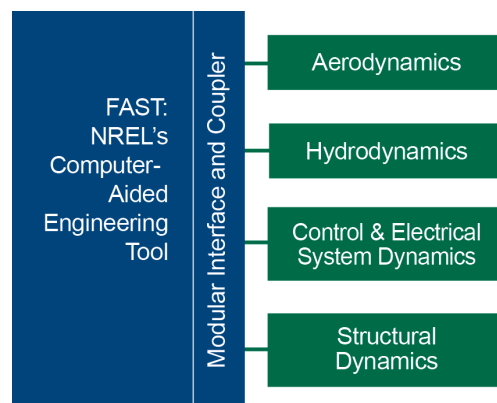 FAST:
NREL's
Computer-
Aided
Engineering
Tool
Modular Interface and Coupler
Aerodynamics
Hydrodynamics
Control & Electrical
System Dynamics
Structural
Dynamics